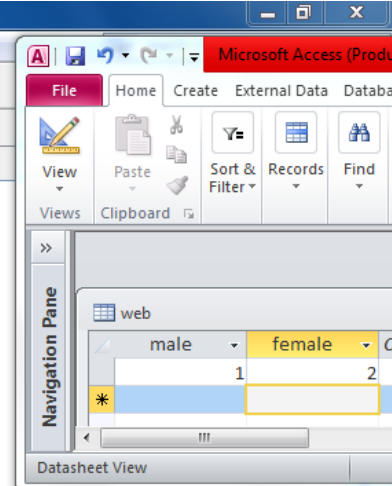 Microsoft Access (Produ
File Home Create External Data Databa
View Paste Sort & Filter Records Find
Views Clipboard
»
Navigation Pane
web
male female
1 2
Datasheet View